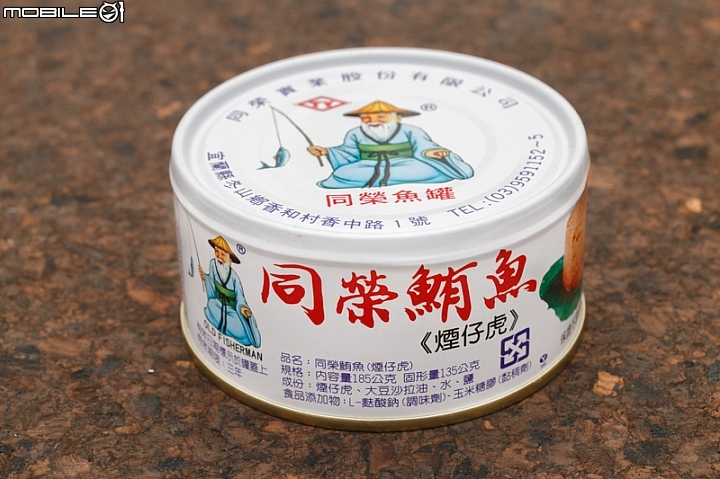 MOBILE01
同榮實業股份有限公司
®
同榮魚罐
宜蘭縣冬山鄉香和村香中路1號 TEL:(03)9591152~5
®
同榮鮪魚
《煙仔虎》
OLD FISHERMAN
品名:同榮鮪魚(煙仔虎)
規格:內容量185公克 固形量135公克
成份:煙仔虎、大豆沙拉油、水、鹽
食品添加物:L-麩酸鈉(調味劑)、玉米糖膠(黏稠劑)